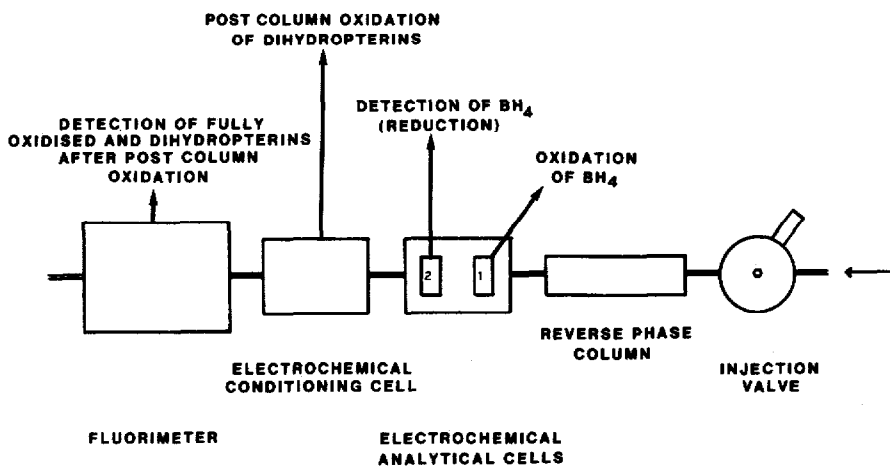 POST COLUMN OXIDATION
OF DIHYDROPTERINS
DETECTION OF FULLY
OXIDISED AND DIHYDROPTERINS
AFTER POST COLUMN
OXIDATION
DETECTION OF BH₄
(REDUCTION)
OXIDATION
OF BH₄
2
1
REVERSE PHASE
COLUMN
INJECTION
VALVE
ELECTROCHEMICAL
CONDITIONING CELL
FLUORIMETER
ELECTROCHEMICAL
ANALYTICAL CELLS